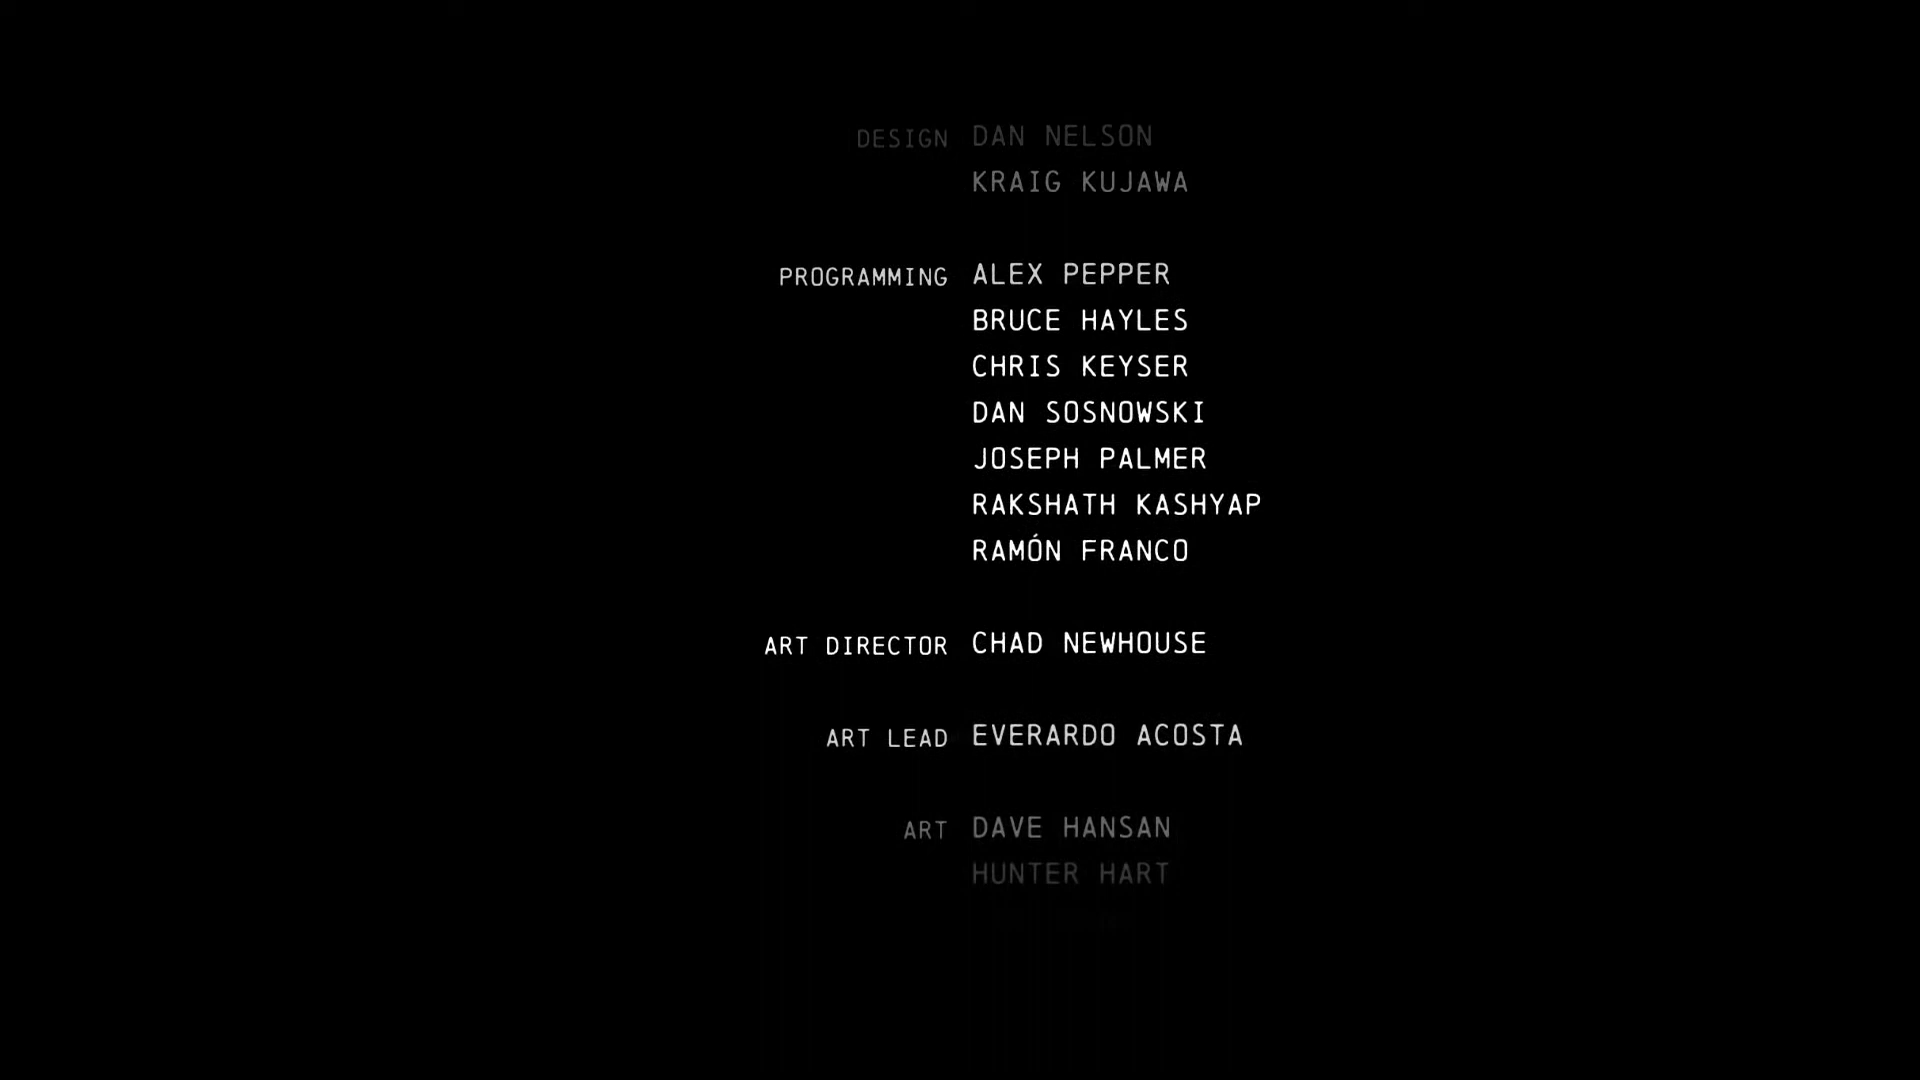 DESIGN DAN NELSON
KRAIG KUJAWA
PROGRAMMING ALEX PEPPER
BRUCE HAYLES
CHRIS KEYSER
DAN SOSNOWSKI
JOSEPH PALMER
RAKSHATH KASHYAP
RAMÓN FRANCO
ART DIRECTOR CHAD NEWHOUSE
ART LEAD EVERARDO ACOSTA
ART DAVE HANSAN
HUNTER HART